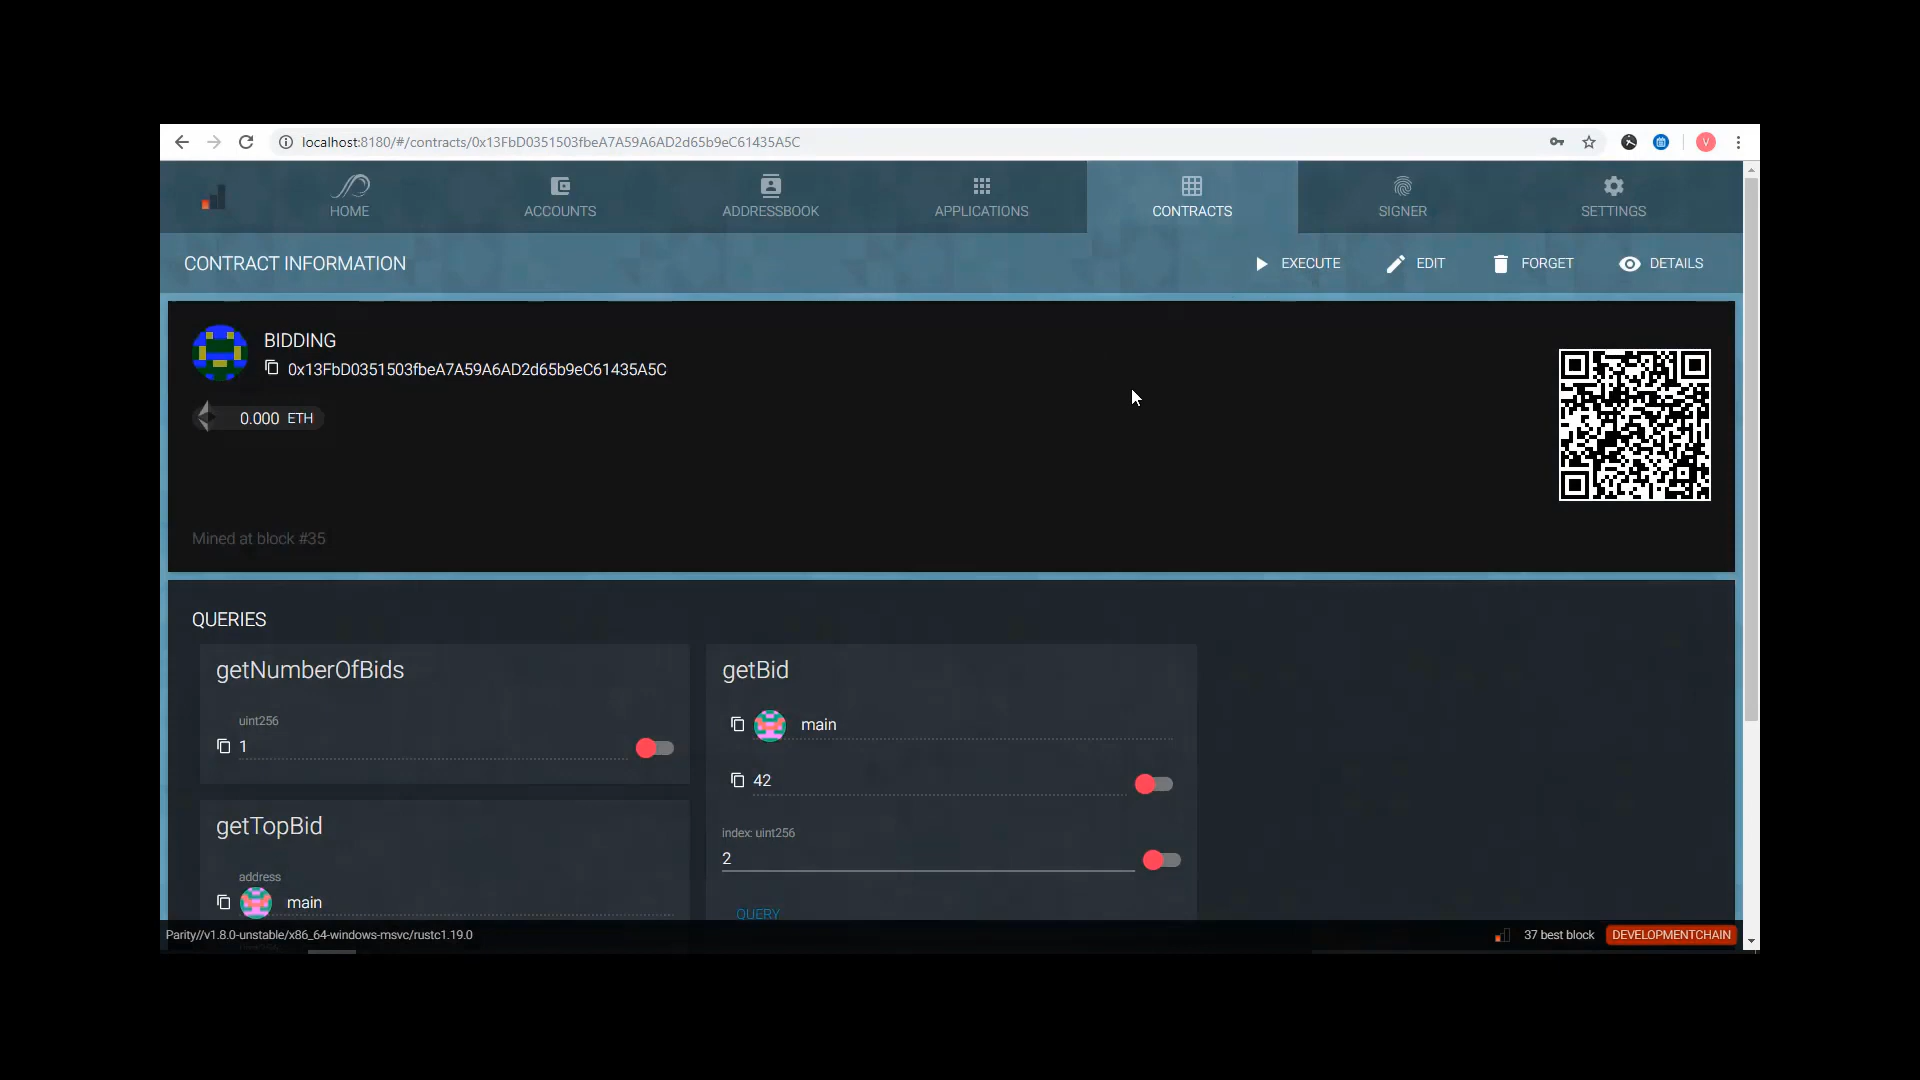 localhost:8180/#/contracts/0x13FbD0351503fbeA7A59A6AD2d65b9eC61435A5C
V
HOME
ACCOUNTS
ADDRESSBOOK
APPLICATIONS
CONTRACTS
SIGNER
SETTINGS
CONTRACT INFORMATION
EXECUTE
EDIT
FORGET
DETAILS
BIDDING
0x13FbD0351503fbeA7A59A6AD2d65b9eC61435A5C
0.000 ETH
Mined at block #35
QUERIES
getNumberOfBids
uint256
1
getTopBid
address
main
getBid
main
42
index: uint256
2
QUERY
Parity//v1.8.0-unstable/x86_64-windows-msvc/rustc1.19.0
37 best block
DEVELOPMENTCHAIN